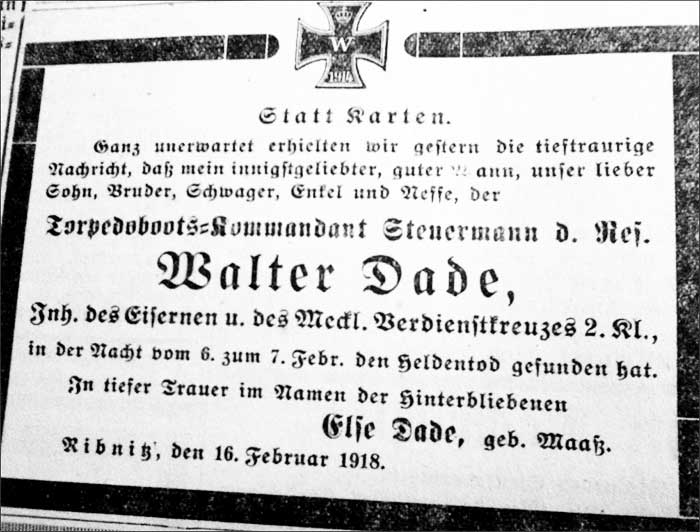 W
1914
Statt Karten.
Ganz unerwartet erhielten wir gestern die tieftraurige
Nachricht, daß mein innigstgeliebter, guter Mann, unser lieber
Sohn, Bruder, Schwager, Enkel und Neffe, der
Torpedoboots-Kommandant Steuermann d. Res.
Walter Dade,
Inh. des Eisernen u. des Meckl. Verdienstkreuzes 2. Kl.,
in der Nacht vom 6. zum 7. Febr. den Heldentod gefunden hat.
In tiefer Trauer im Namen der Hinterbliebenen
Else Dade, geb. Maaß.
Ribnitz, den 16. Februar 1918.